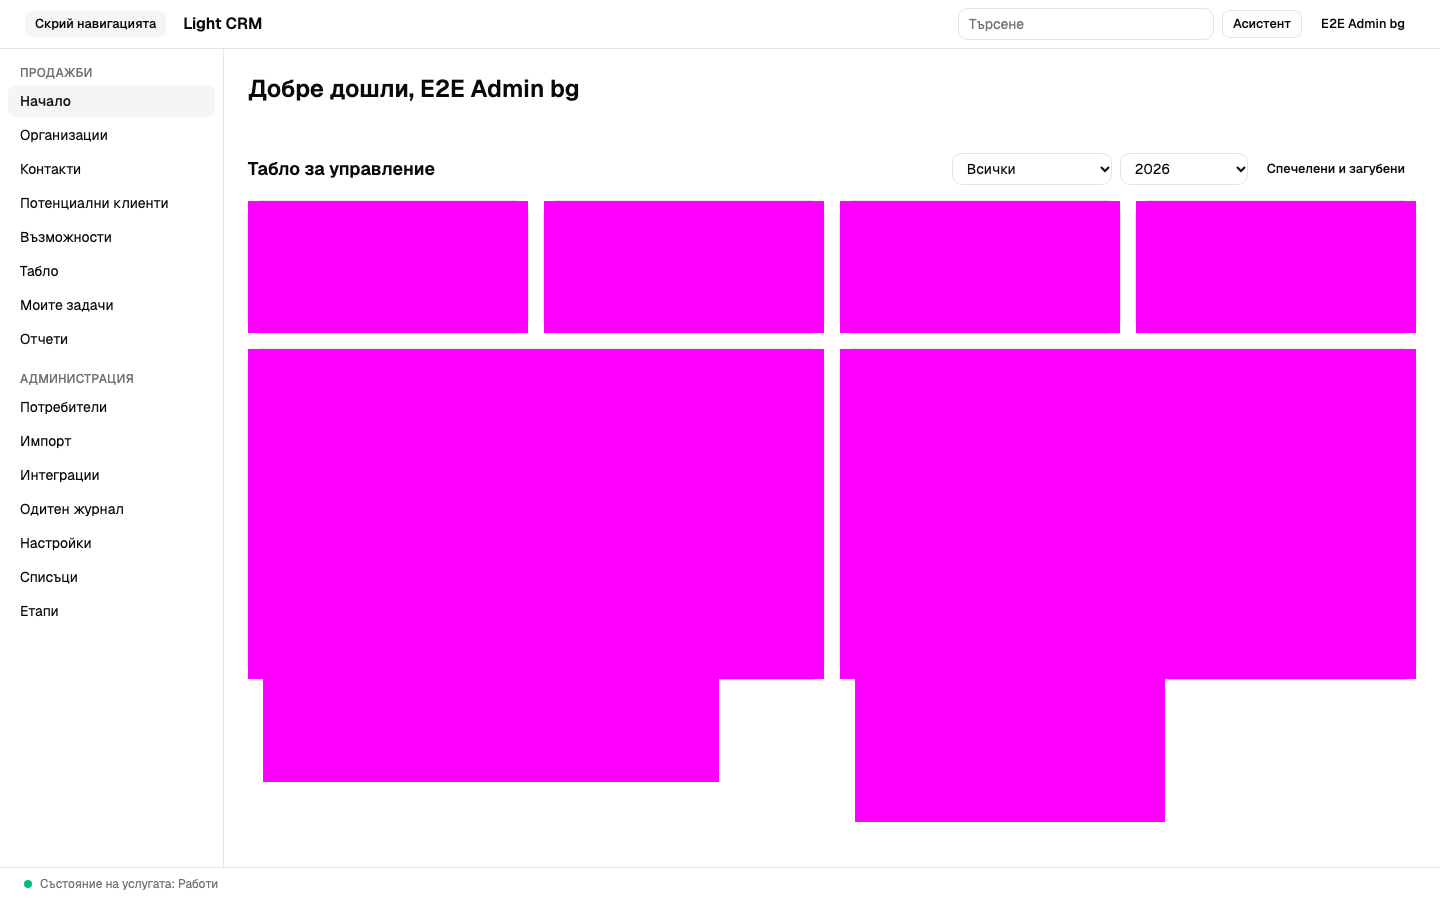 Скрий навигацията
Light CRM
Търсене
Асистент
E2E Admin bg
ПРОДАЖБИ
Начало
Организации
Контакти
Потенциални клиенти
Възможности
Табло
Моите задачи
Отчети
АДМИНИСТРАЦИЯ
Потребители
Импорт
Интеграции
Одитен журнал
Настройки
Списъци
Етапи
Добре дошли, E2E Admin bg
Табло за управление
Всички
2026
Спечелени и загубени
Състояние на услугата: Работи